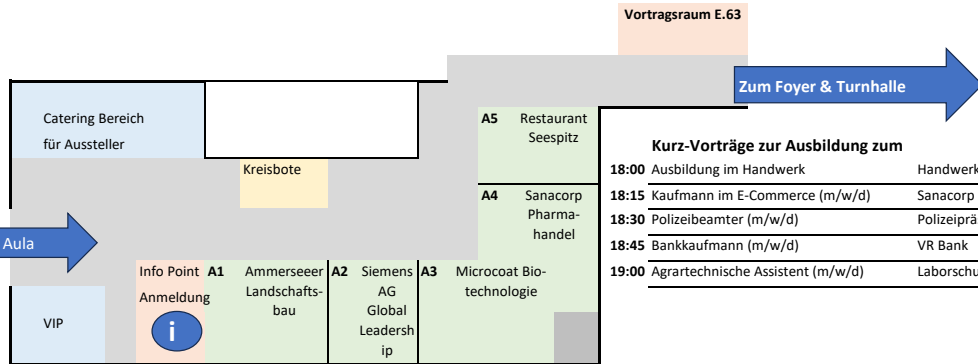 Vortragsraum E.63
Zum Foyer & Turnhalle
Catering Bereich
für Aussteller
Kreisbote
A5 Restaurant
Seespitz
A4 Sanacorp
Pharma-
handel
Kurz-Vorträge zur Ausbildung zum
18:00 Ausbildung im Handwerk Handwerk
18:15 Kaufmann im E-Commerce (m/w/d) Sanacorp
18:30 Polizeibeamter (m/w/d) Polizeiprä
18:45 Bankkaufmann (m/w/d) VR Bank
19:00 Agrartechnische Assistent (m/w/d) Laborschu
Aula
VIP
Info Point
Anmeldung
i
A1 Ammerseeer
Landschafts-
bau
A2 Siemens
AG
Global
Leadersh
ip
A3 Microcoat Bio-
technologie